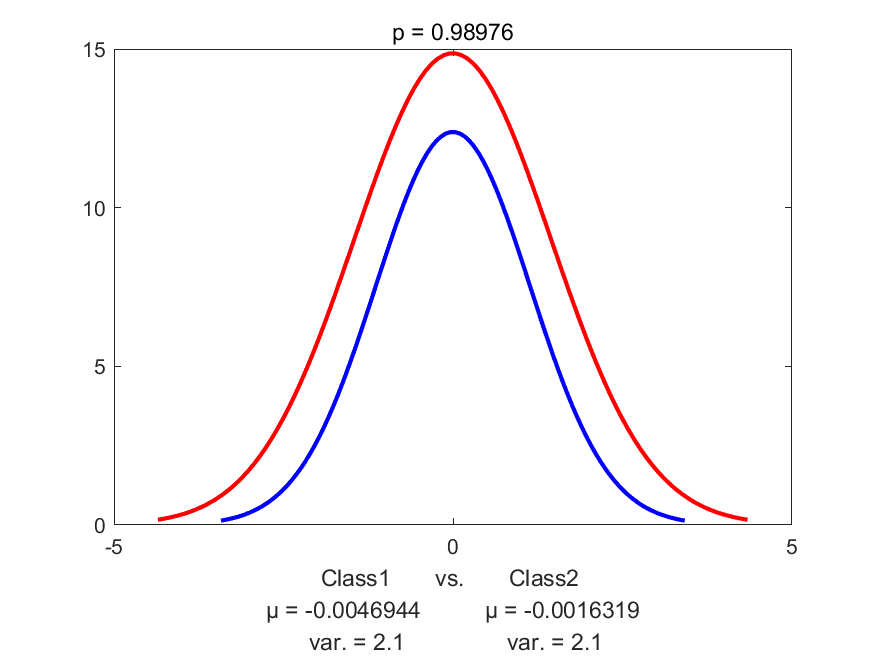 p = 0.98976
15
10
5
0
-5 0 5
Class1 vs. Class2
μ = -0.0046944 μ = -0.0016319
var. = 2.1 var. = 2.1